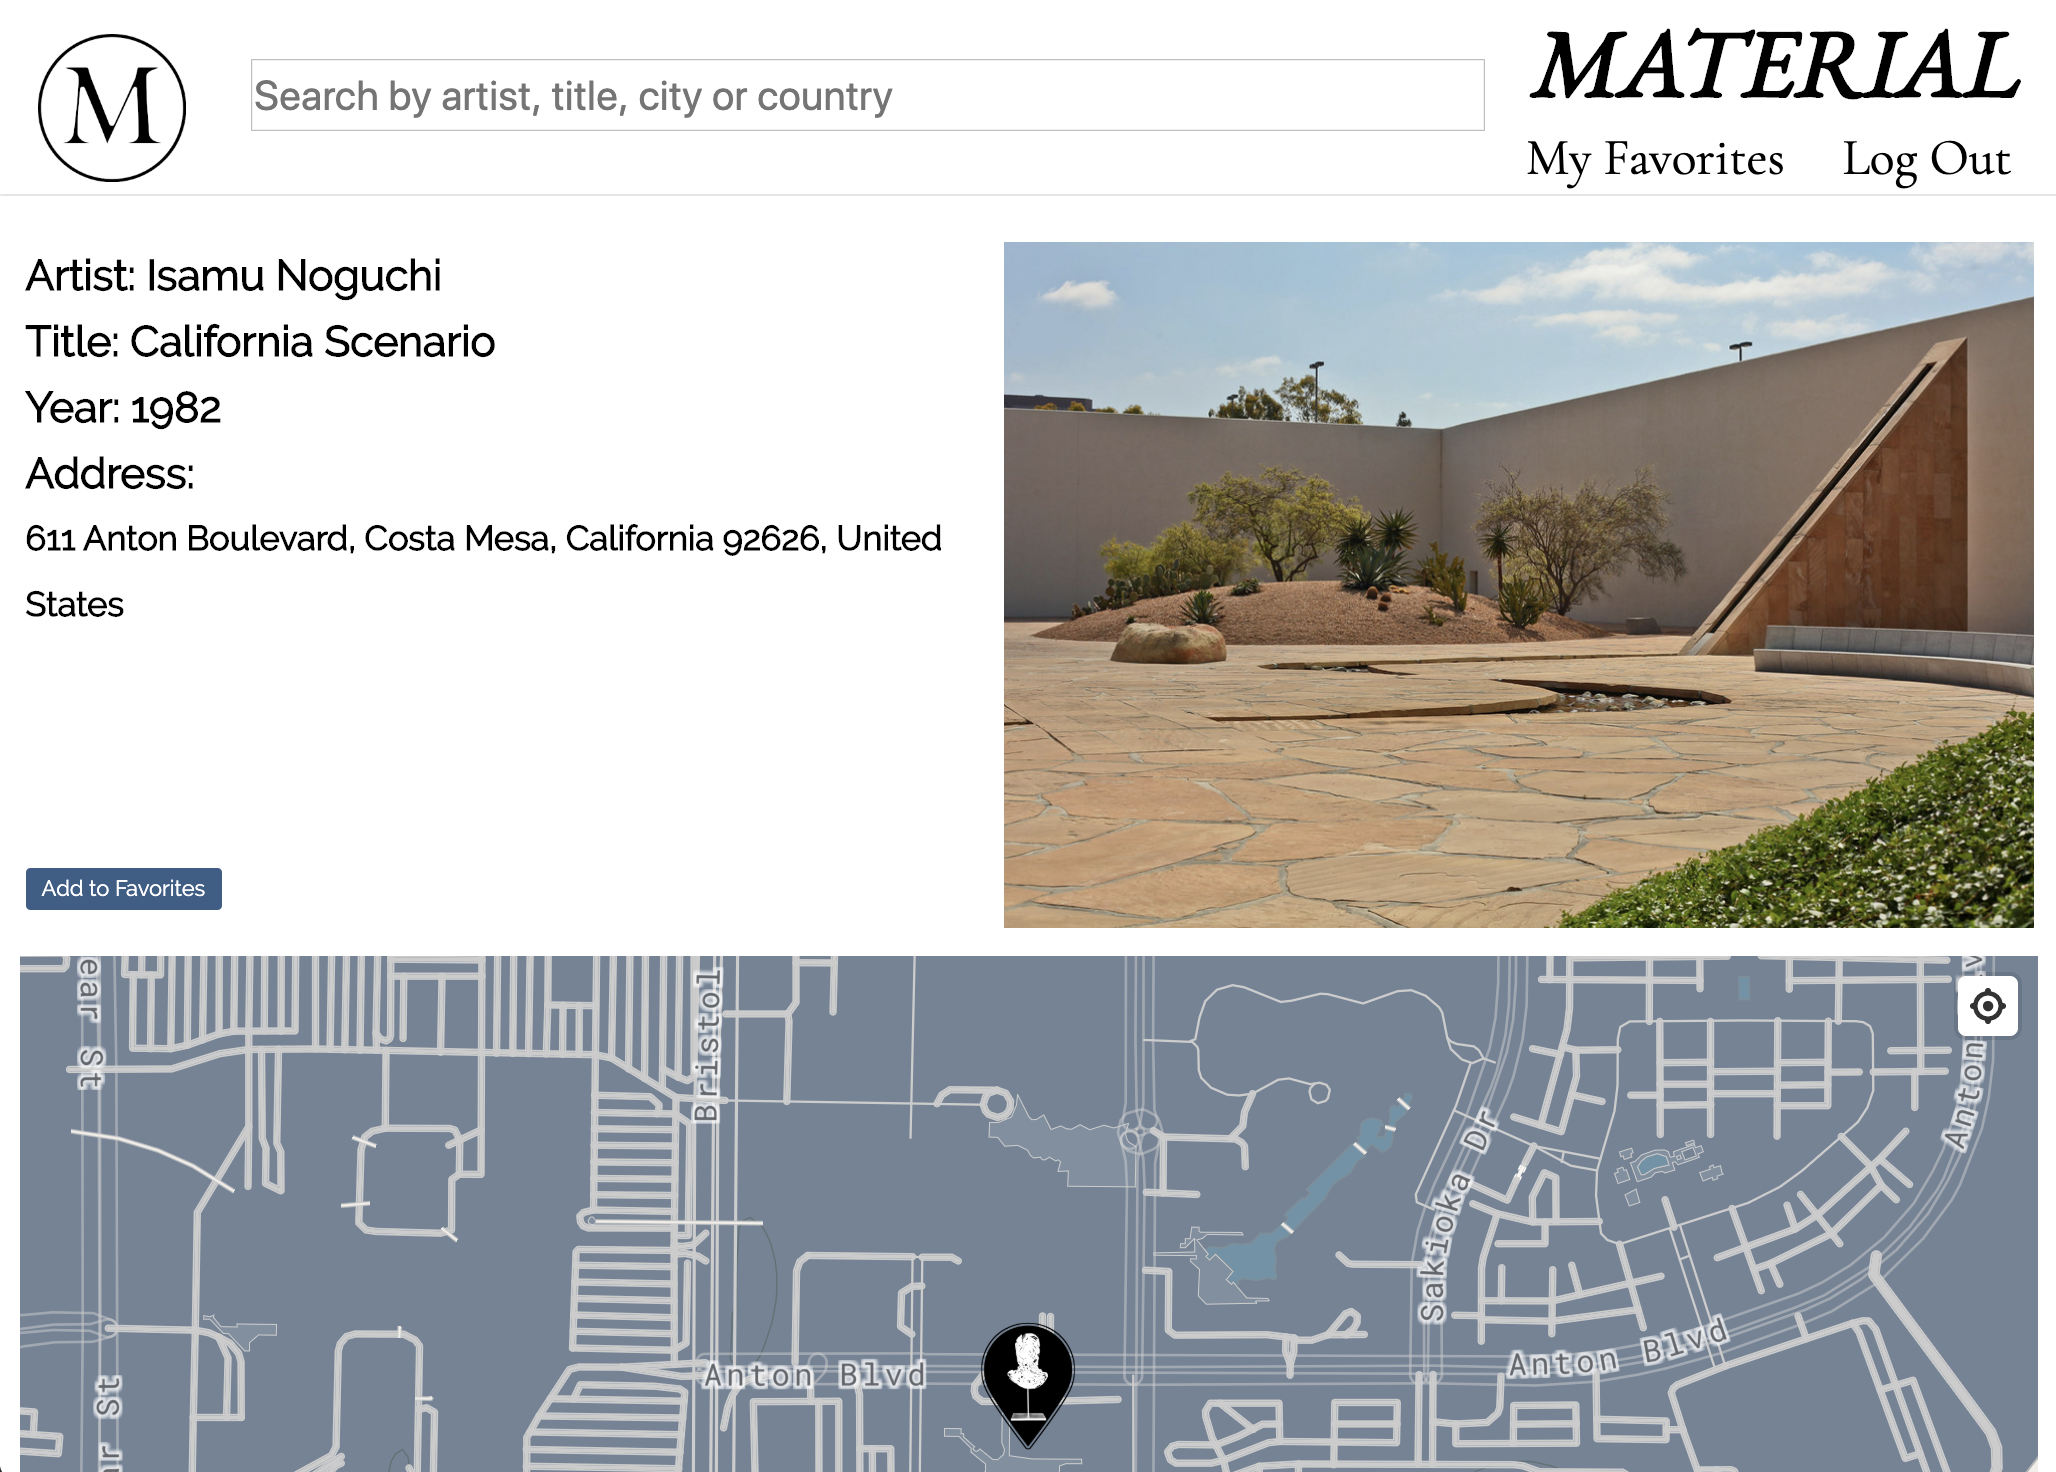 M
Search by artist, title, city or country
MATERIAL
My Favorites
Log Out
Artist: Isamu Noguchi
Title: California Scenario
Year: 1982
Address:
611 Anton Boulevard, Costa Mesa, California 92626, United
States
Add to Favorites
ear St
Bristol
Anton
Sakioka Dr
Anton Blvd
Anton Blvd
ar St